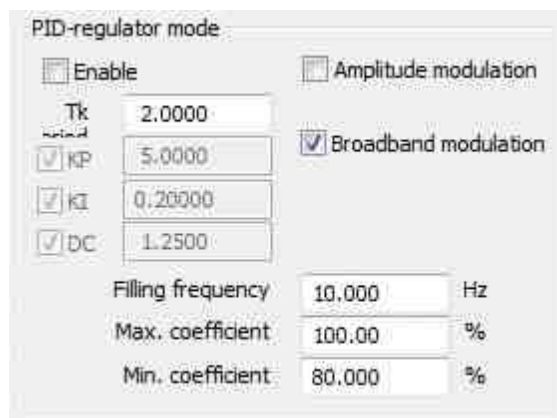 PID-regulator mode
Enable
Amplitude modulation
Tk
2.0000
Broadband modulation
KP
5.0000
KI
0.20000
DC
1.2500
Filling frequency 10.000 Hz
Max. coefficient 100.00 %
Min. coefficient 80.000 %